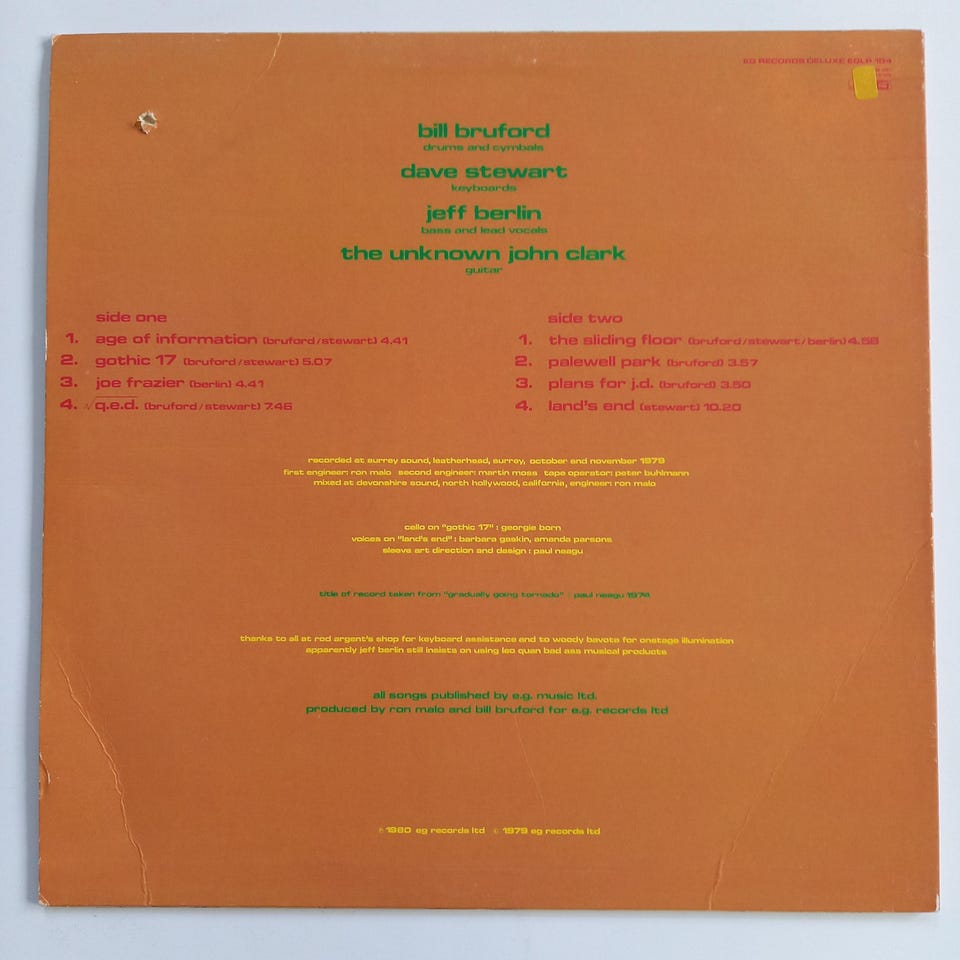 EG RECORDS DELUXE EGLP 104
bill bruford
drums and cymbals
dave stewart
keyboards
jeff berlin
bass and lead vocals
the unknown john clark
guitar
side one
1. age of information (bruford/stewart) 4.41
2. gothic 17 (bruford/stewart) 5.07
3. joe frazier (berlin) 4.41
4. q.e.d. (bruford/stewart) 7.46
side two
1. the sliding floor (bruford/stewart/berlin) 4.58
2. palewell park (bruford) 3.57
3. plans for j.d. (bruford) 3.50
4. land's end (stewart) 10.20
recorded at surrey sound, leatherhead, surrey, october and november 1979
first engineer: ron malo second engineer: martin moss tape operator: peter buhlmann
mixed at devonshire sound, north hollywood, california, engineer: ron malo
cello on "gothic 17" : georgie born
voices on "land's end" : barbara gaskin, amanda parsons
sleeve art direction and design : paul neagu
title of record taken from "gradually going tornado" : paul neagu 1974
thanks to all at rod argent's shop for keyboard assistance and to woody bavota for onstage illumination
apparently jeff berlin still insists on using leo quan bad ass musical products
all songs published by e.g. music ltd.
produced by ron malo and bill bruford for e.g. records ltd
℗ 1980 eg records ltd © 1979 eg records ltd